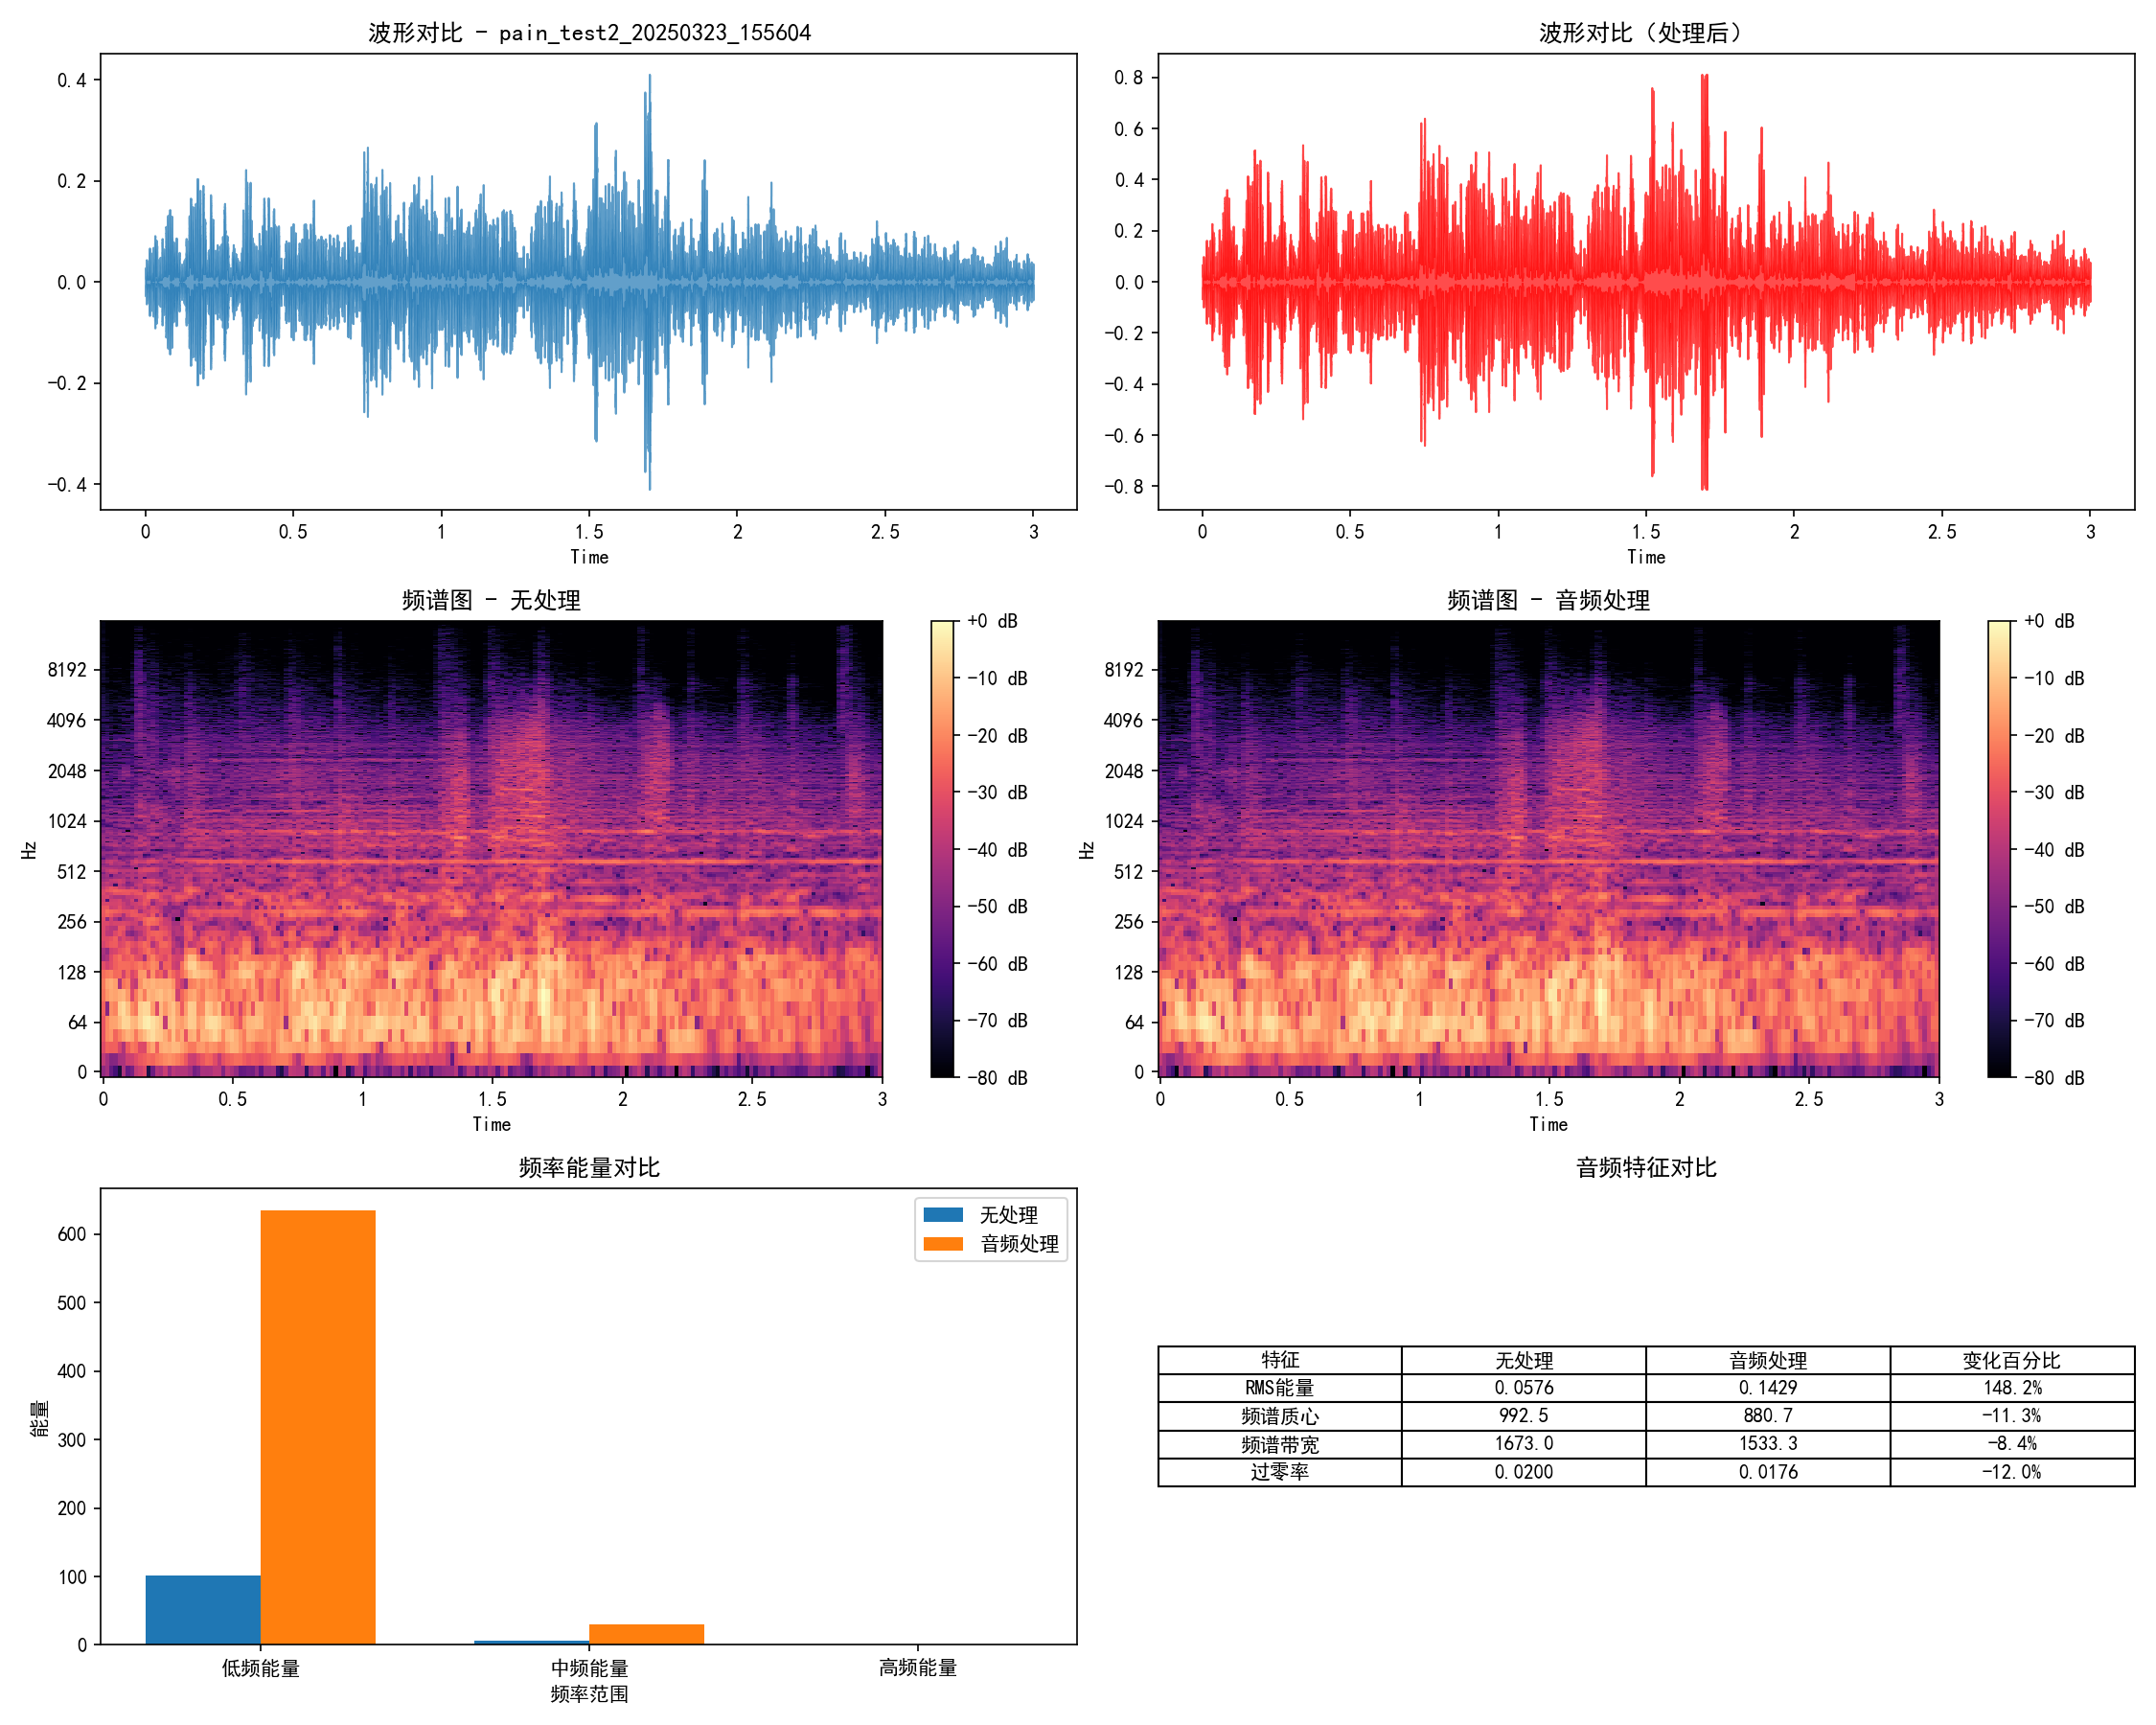 波形对比 - pain_test2_20250323_155604
0.4
0.2
0.0
-0.2
-0.4
0 0.5 1 1.5 2 2.5 3
Time
波形对比（处理后）
0.8
0.6
0.4
0.2
0.0
-0.2
-0.4
-0.6
-0.8
0 0.5 1 1.5 2 2.5 3
Time
频谱图 - 无处理
Hz
8192
4096
2048
1024
512
256
128
64
0
0 0.5 1 1.5 2 2.5 3
Time
+0 dB
-10 dB
-20 dB
-30 dB
-40 dB
-50 dB
-60 dB
-70 dB
-80 dB
频谱图 - 音频处理
Hz
8192
4096
2048
1024
512
256
128
64
0
0 0.5 1 1.5 2 2.5 3
Time
+0 dB
-10 dB
-20 dB
-30 dB
-40 dB
-50 dB
-60 dB
-70 dB
-80 dB
频率能量对比
能量
600
500
400
300
200
100
0
无处理
音频处理
低频能量 中频能量 高频能量
频率范围
音频特征对比
特征 无处理 音频处理 变化百分比
RMS能量 0.0576 0.1429 148.2%
频谱质心 992.5 880.7 -11.3%
频谱带宽 1673.0 1533.3 -8.4%
过零率 0.0200 0.0176 -12.0%